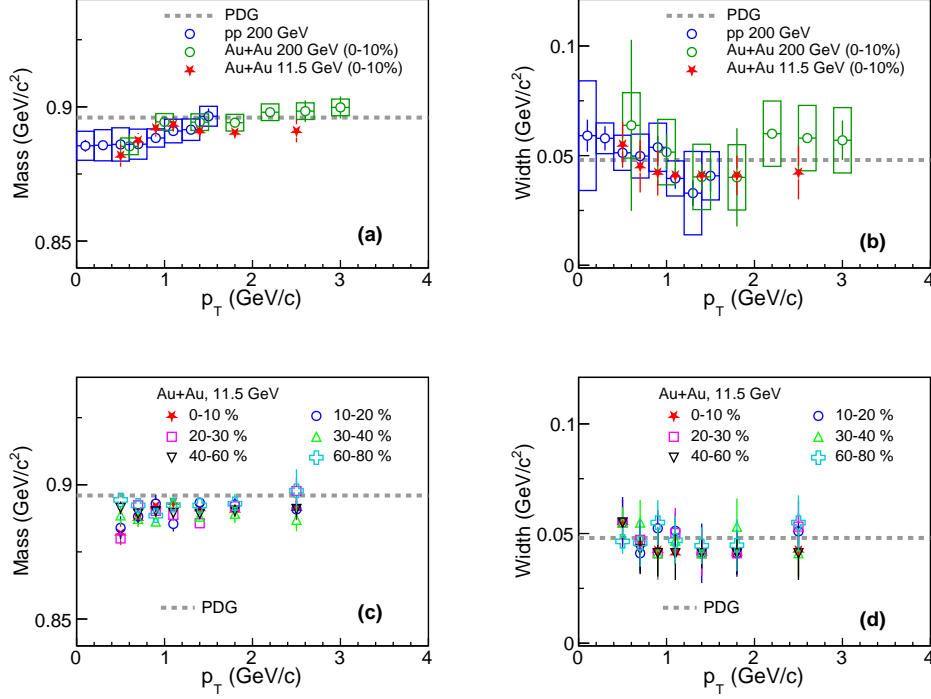 PDG
pp 200 GeV
Au+Au 200 GeV (0-10%)
Au+Au 11.5 GeV (0-10%)
Mass (GeV/c²)
0.9
0.85
(a)
0 1 2 3 4
p_T (GeV/c)
PDG
pp 200 GeV
Au+Au 200 GeV (0-10%)
Au+Au 11.5 GeV (0-10%)
Width (GeV/c²)
0.1
0.05
0
(b)
0 1 2 3 4
p_T (GeV/c)
Au+Au, 11.5 GeV
0-10 % 10-20 %
20-30 % 30-40 %
40-60 % 60-80 %
Mass (GeV/c²)
0.9
0.85
PDG
(c)
0 1 2 3 4
p_T (GeV/c)
Au+Au, 11.5 GeV
0-10 % 10-20 %
20-30 % 30-40 %
40-60 % 60-80 %
Width (GeV/c²)
0.1
0.05
0
PDG
(d)
0 1 2 3 4
p_T (GeV/c)